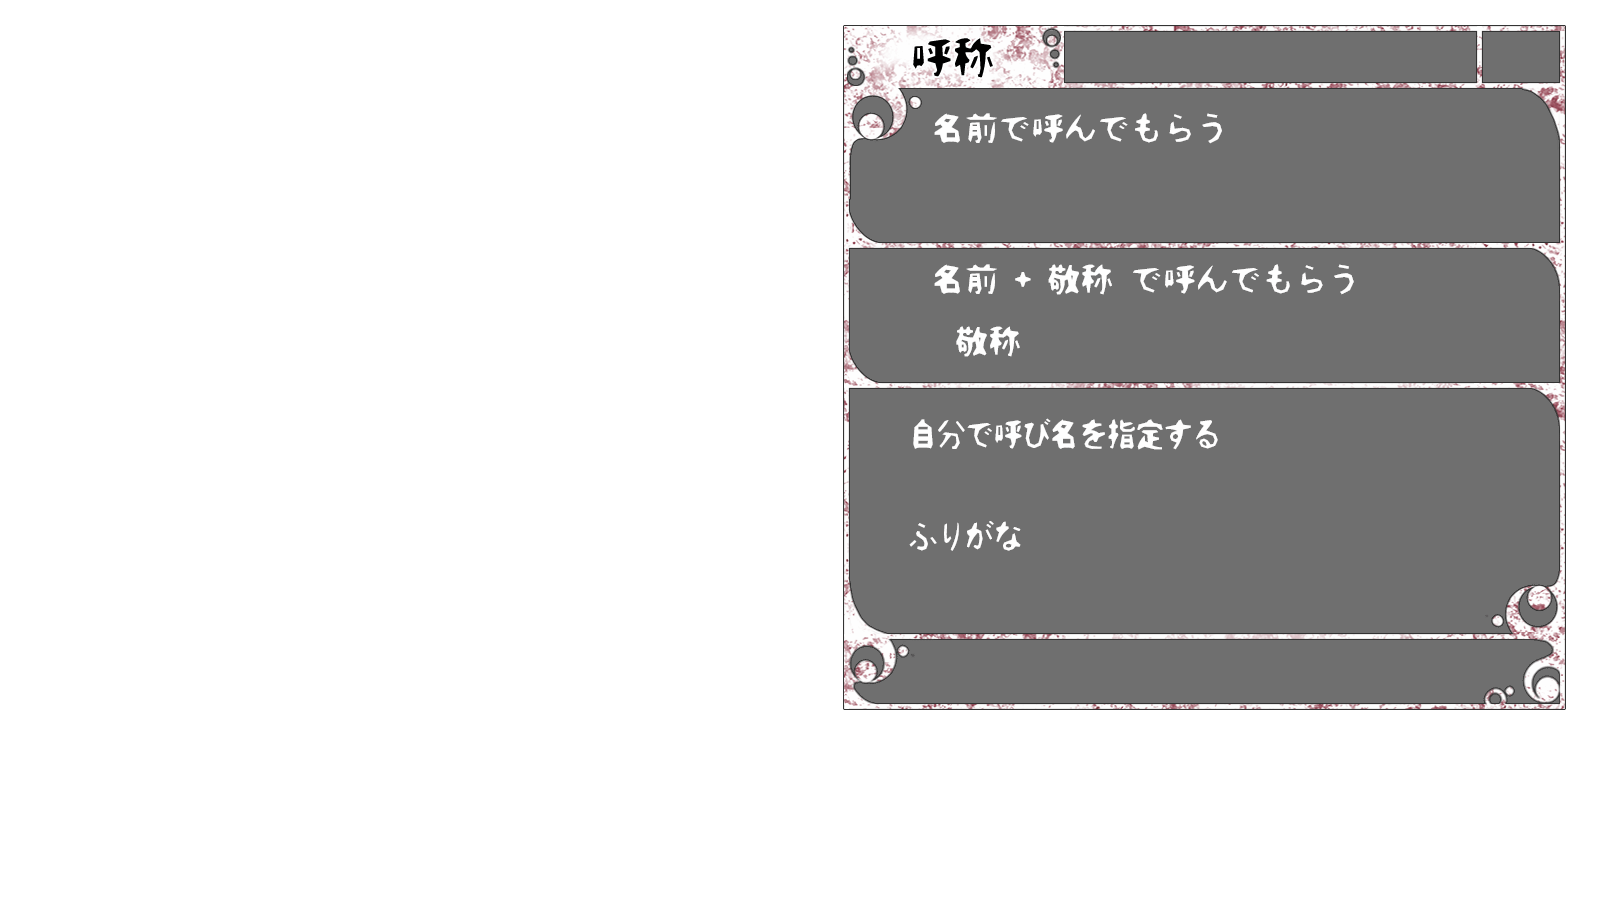 呼称
名前で呼んでもらう
名前 + 敬称 で呼んでもらう
敬称
自分で呼び名を指定する
ふりがな